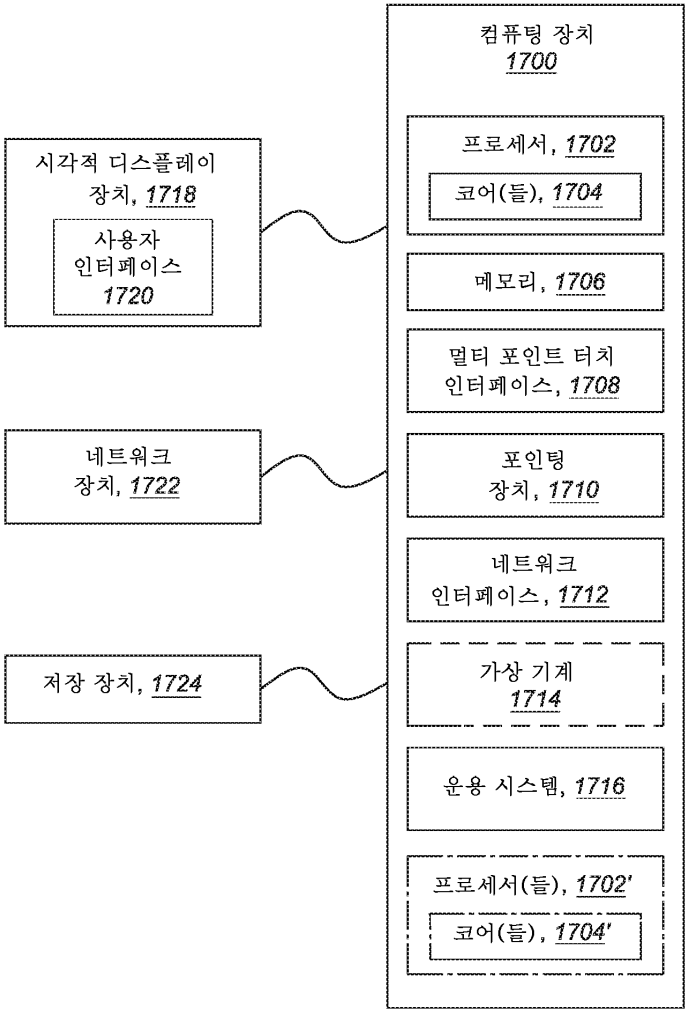 컴퓨팅 장치
1700
프로세서, 1702
코어(들), 1704
메모리, 1706
멀티 포인트 터치
인터페이스, 1708
포인팅
장치, 1710
네트워크
인터페이스, 1712
가상 기계
1714
운용 시스템, 1716
프로세서(들), 1702'
코어(들), 1704'
시각적 디스플레이
장치, 1718
사용자
인터페이스
1720
네트워크
장치, 1722
저장 장치, 1724